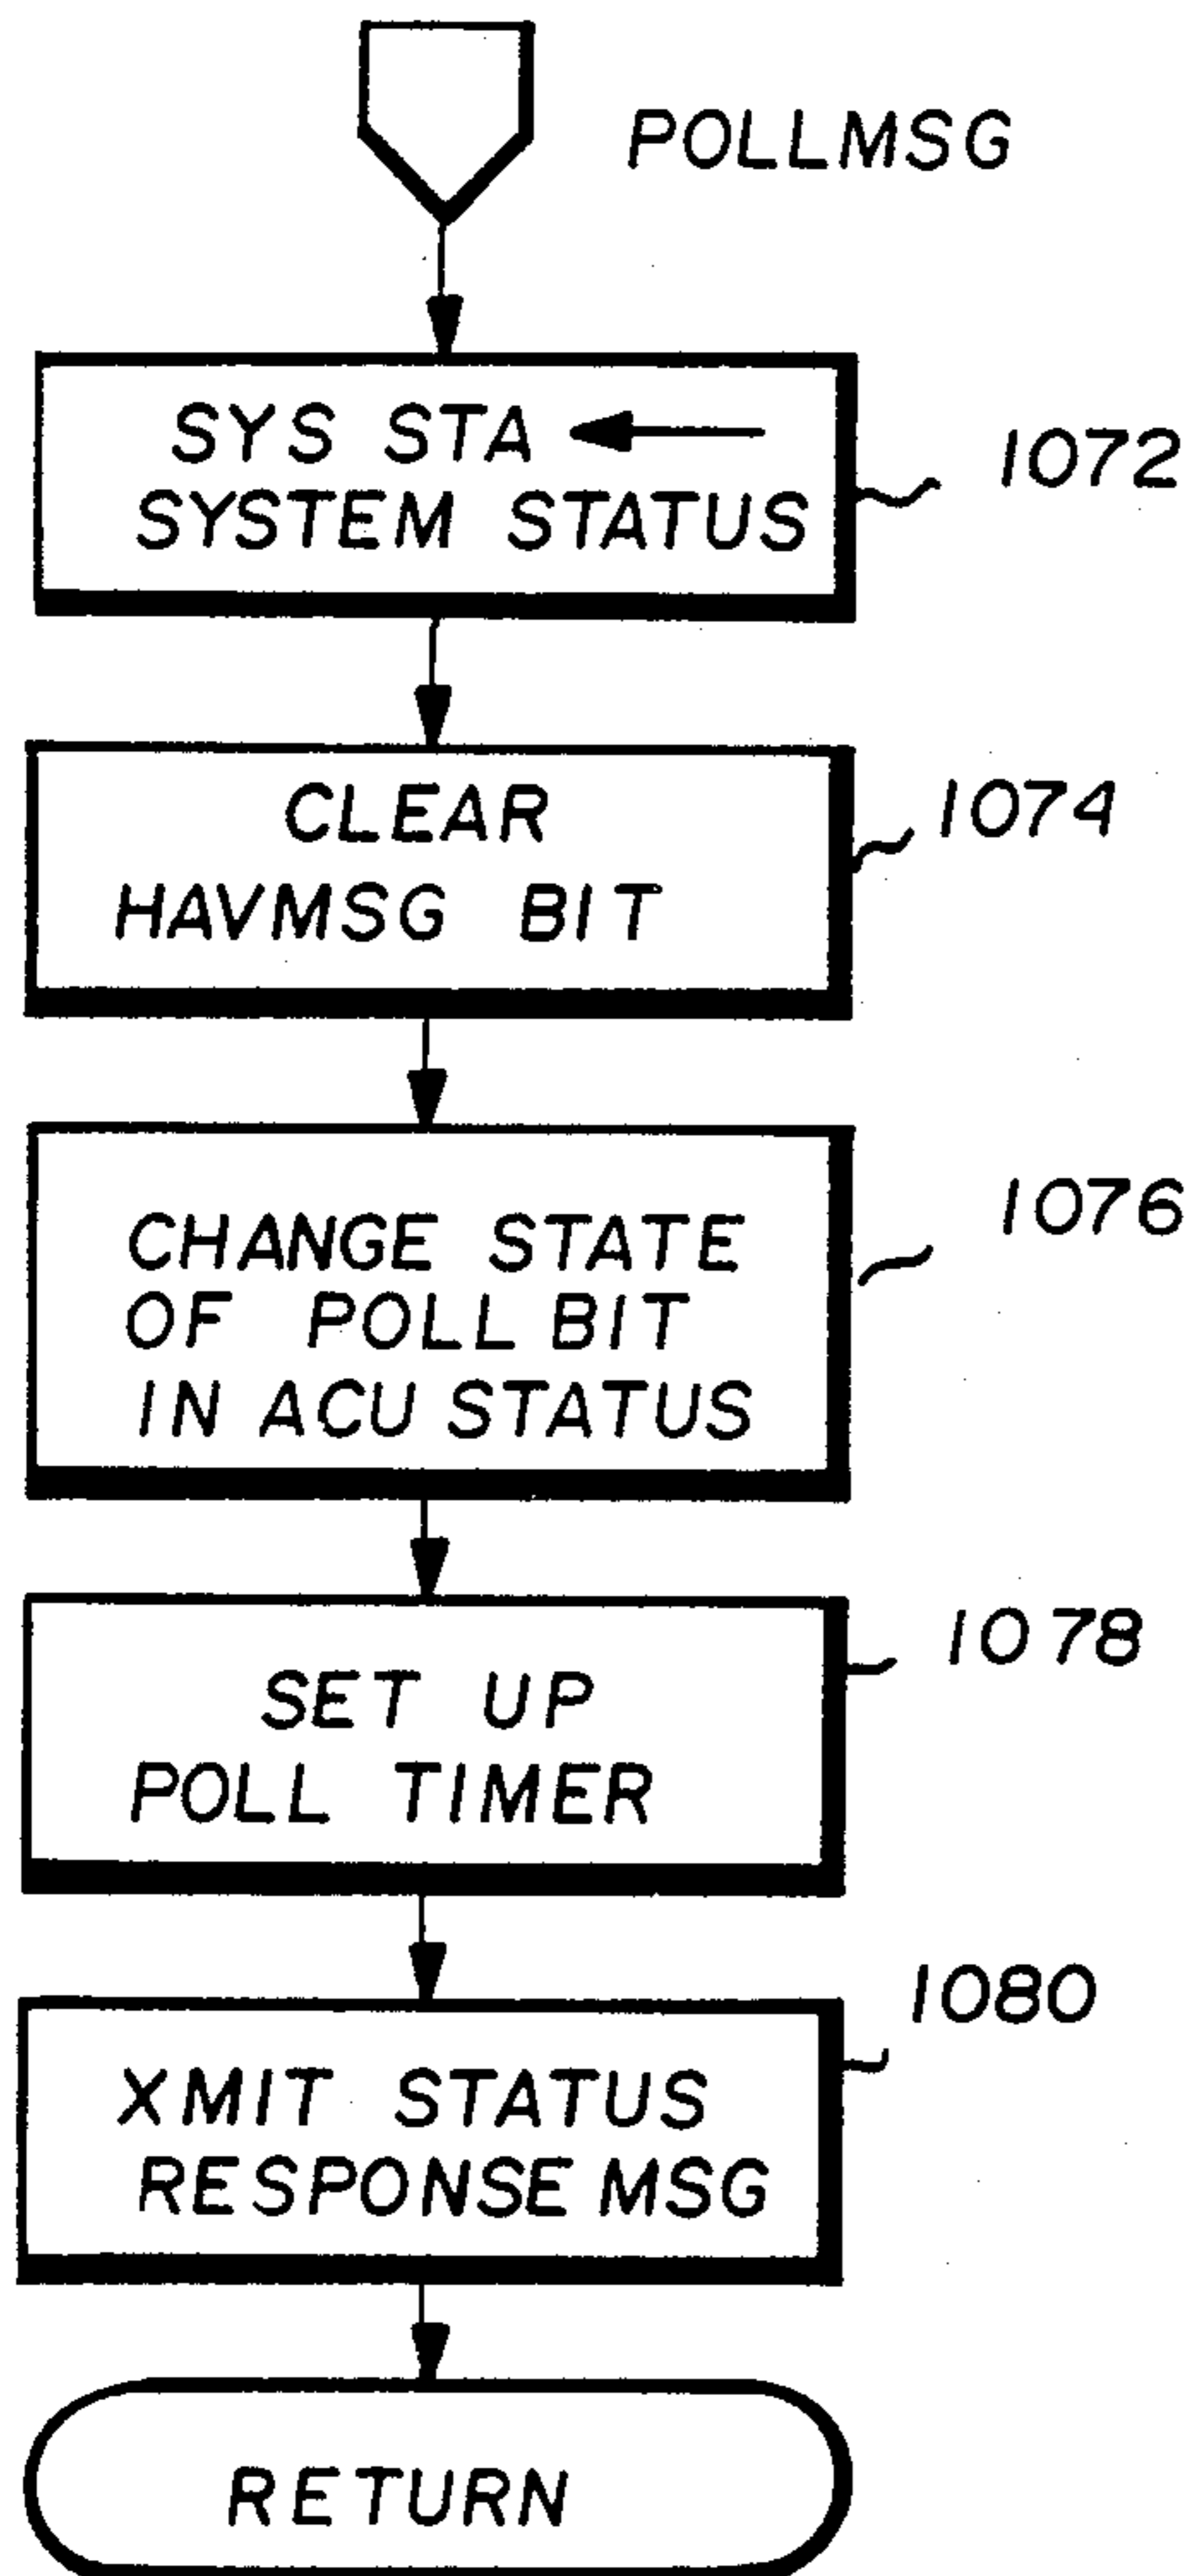 POLLMSG
SYS STA ←
SYSTEM STATUS
1072
CLEAR
HAVMSG BIT
1074
CHANGE STATE
OF POLL BIT
IN ACU STATUS
1076
SET UP
POLL TIMER
1078
XMIT STATUS
RESPONSE MSG
1080
RETURN